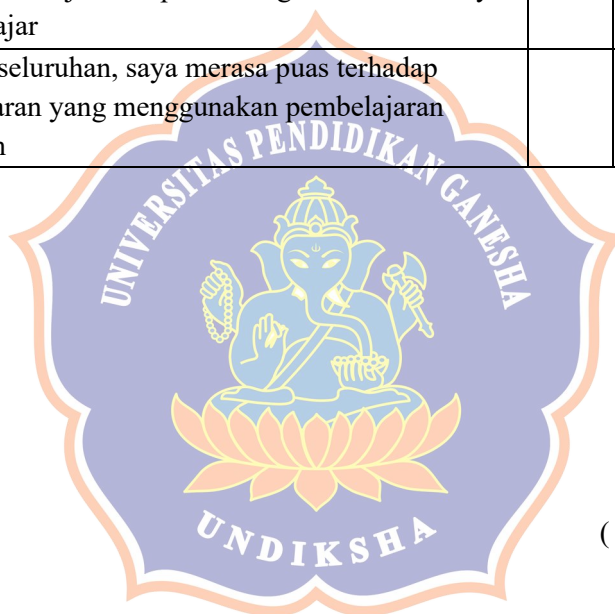 ajar
seluruhan, saya merasa puas terhadap
aran yang menggunakan pembelajaran
UNIVERSITAS PENDIDIKAN GANESHA
UNDIKSHA
(